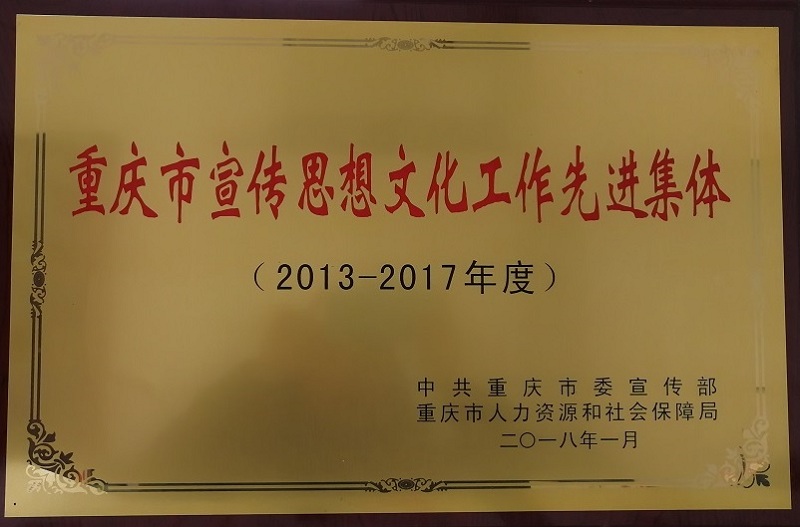 重庆市宣传思想文化工作先进集体
（2013-2017年度）
中共重庆市委宣传部
重庆市人力资源和社会保障局
二〇一八年一月